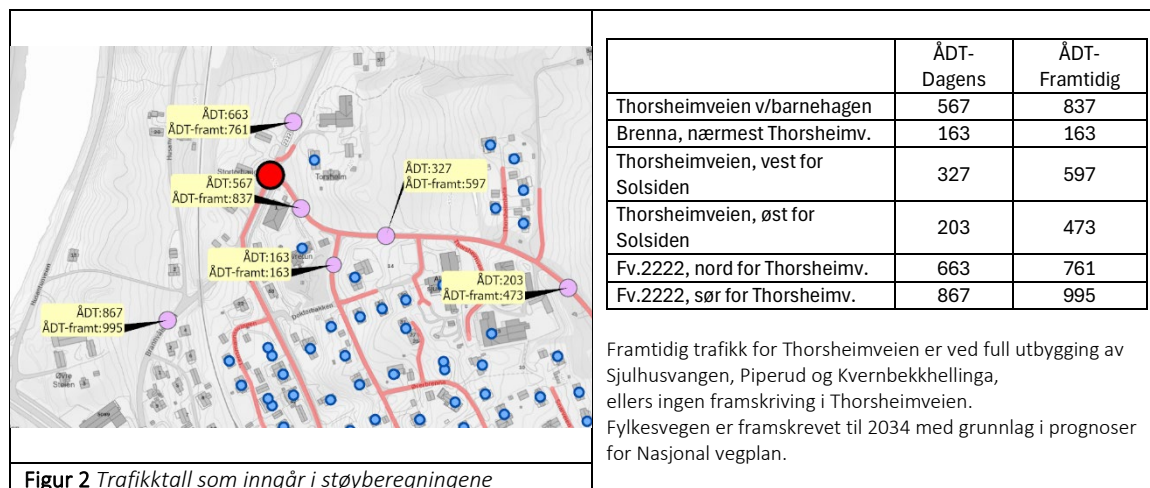 ÅDT:663
ÅDT-framt:761
ÅDT:327
ÅDT-framt:597
ÅDT:567
ÅDT-framt:837
Torsheim
ÅDT:163
ÅDT-framt:163
ÅDT:203
ÅDT-framt:473
ÅDT:867
ÅDT-framt:995
Øvre
Støen
Figur 2 Trafikktall som inngår i støyberegningene
ÅDT-
Dagens
ÅDT-
Framtidig
Thorsheimveien v/barnehagen 567 837
Brenna, nærmest Thorsheimv. 163 163
Thorsheimveien, vest for
Solsiden 327 597
Thorsheimveien, øst for
Solsiden 203 473
Fv.2222, nord for Thorsheimv. 663 761
Fv.2222, sør for Thorsheimv. 867 995
Framtidig trafikk for Thorsheimveien er ved full utbygging av
Sjulhusvangen, Piperud og Kvernbekkhellinga,
ellers ingen framskriving i Thorsheimveien.
Fylkesvegen er framskrevet til 2034 med grunnlag i prognoser
for Nasjonal vegplan.